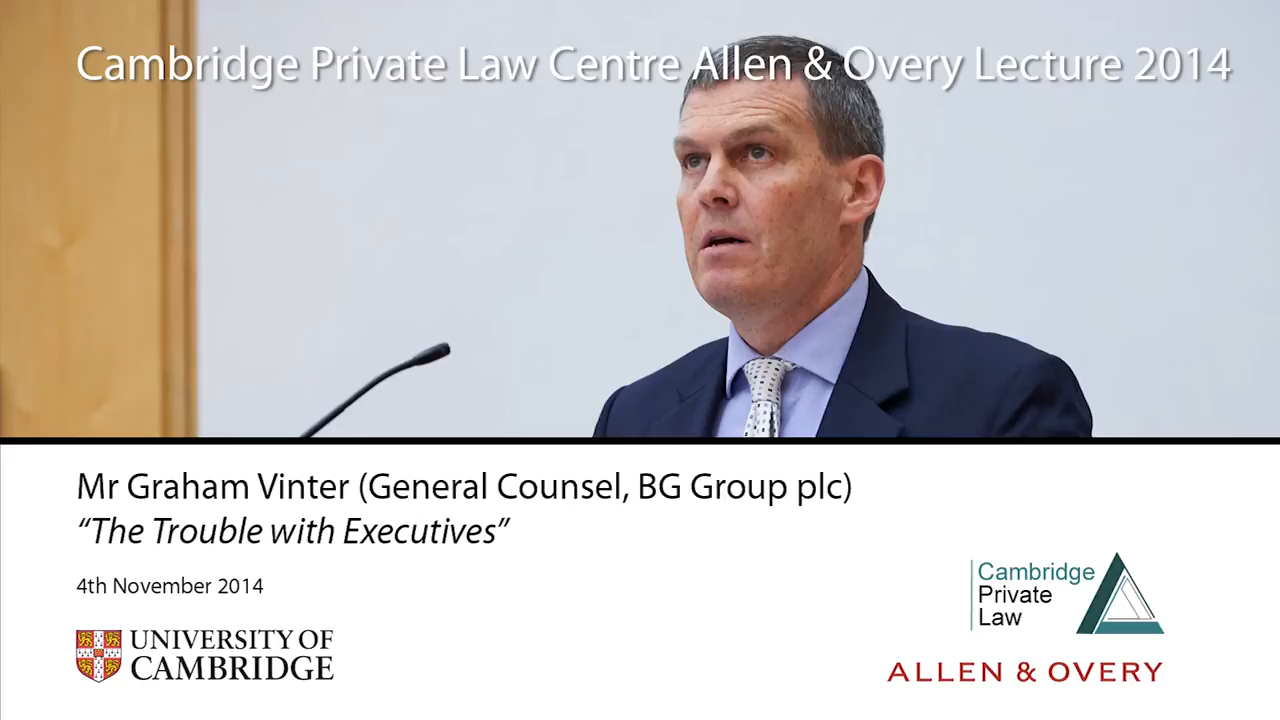 Cambridge Private Law Centre Allen & Overy Lecture 2014
Mr Graham Vinter (General Counsel, BG Group plc)
“The Trouble with Executives”
4th November 2014
UNIVERSITY OF
CAMBRIDGE
Cambridge
Private
Law
ALLEN & OVERY